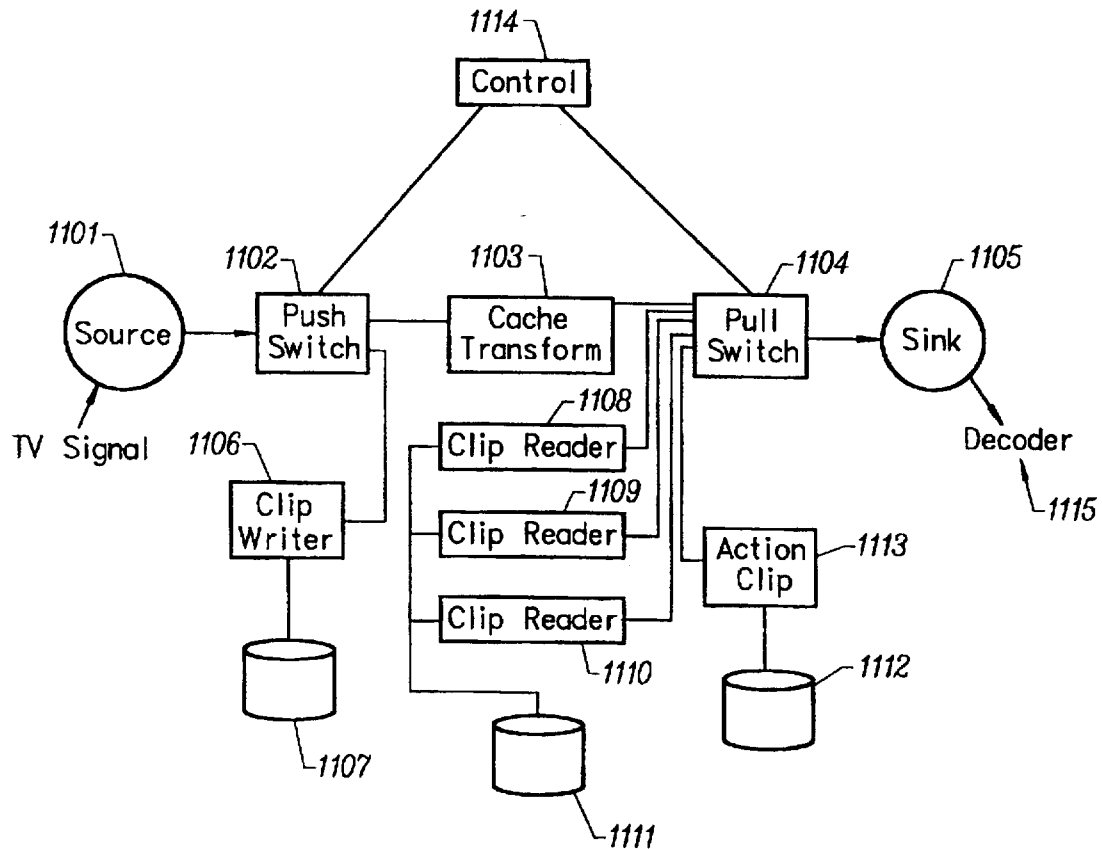 1114
Control
1101
1102
1103
1104
1105
Source
Push
Switch
Cache
Transform
Pull
Switch
Sink
TV Signal
1106
1108
Clip Reader
Decoder
1115
Clip
Writer
1109
Clip Reader
Action
Clip
1113
Clip Reader
1110
1112
1107
1111